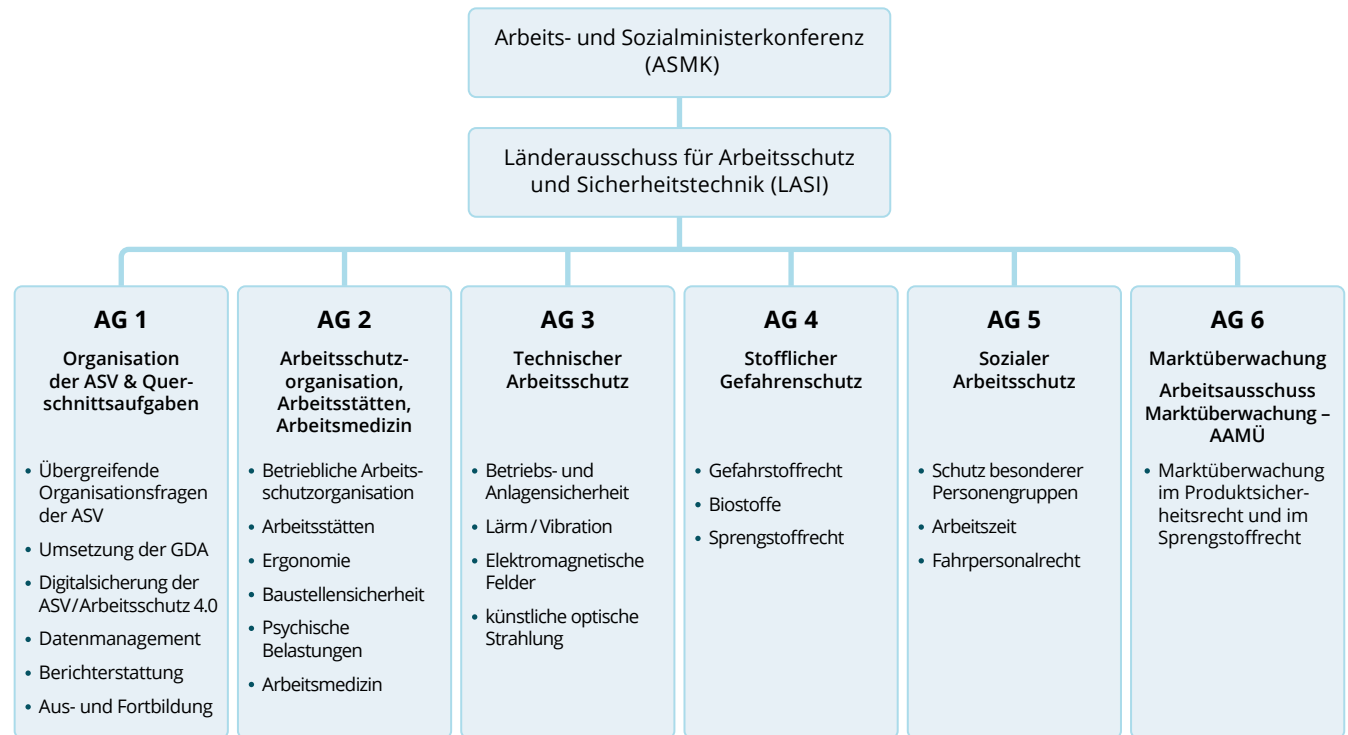 Arbeits- und Sozialministerkonferenz
(ASMK)
Länderausschuss für Arbeitsschutz
und Sicherheitstechnik (LASI)
AG 1
Organisation
der ASV & Quer-
schnittsaufgaben
• Übergreifende
Organisationsfragen
der ASV
• Umsetzung der GDA
• Digitalsicherung der
ASV/Arbeitsschutz 4.0
• Datenmanagement
• Berichterstattung
• Aus- und Fortbildung
AG 2
Arbeitsschutz-
organisation,
Arbeitsstätten,
Arbeitsmedizin
• Betriebliche Arbeits-
schutzorganisation
• Arbeitsstätten
• Ergonomie
• Baustellensicherheit
• Psychische
Belastungen
• Arbeitsmedizin
AG 3
Technischer
Arbeitsschutz
• Betriebs- und
Anlagensicherheit
• Lärm / Vibration
• Elektromagnetische
Felder
• künstliche optische
Strahlung
AG 4
Stofflicher
Gefahrenschutz
• Gefahrstoffrecht
• Biostoffe
• Sprengstoffrecht
AG 5
Sozialer
Arbeitsschutz
• Schutz besonderer
Personengruppen
• Arbeitszeit
• Fahrpersonalrecht
AG 6
Marktüberwachung
Arbeitsausschuss
Marktüberwachung –
AAMÜ
• Marktüberwachung
im Produktsicher-
heitsrecht und im
Sprengstoffrecht